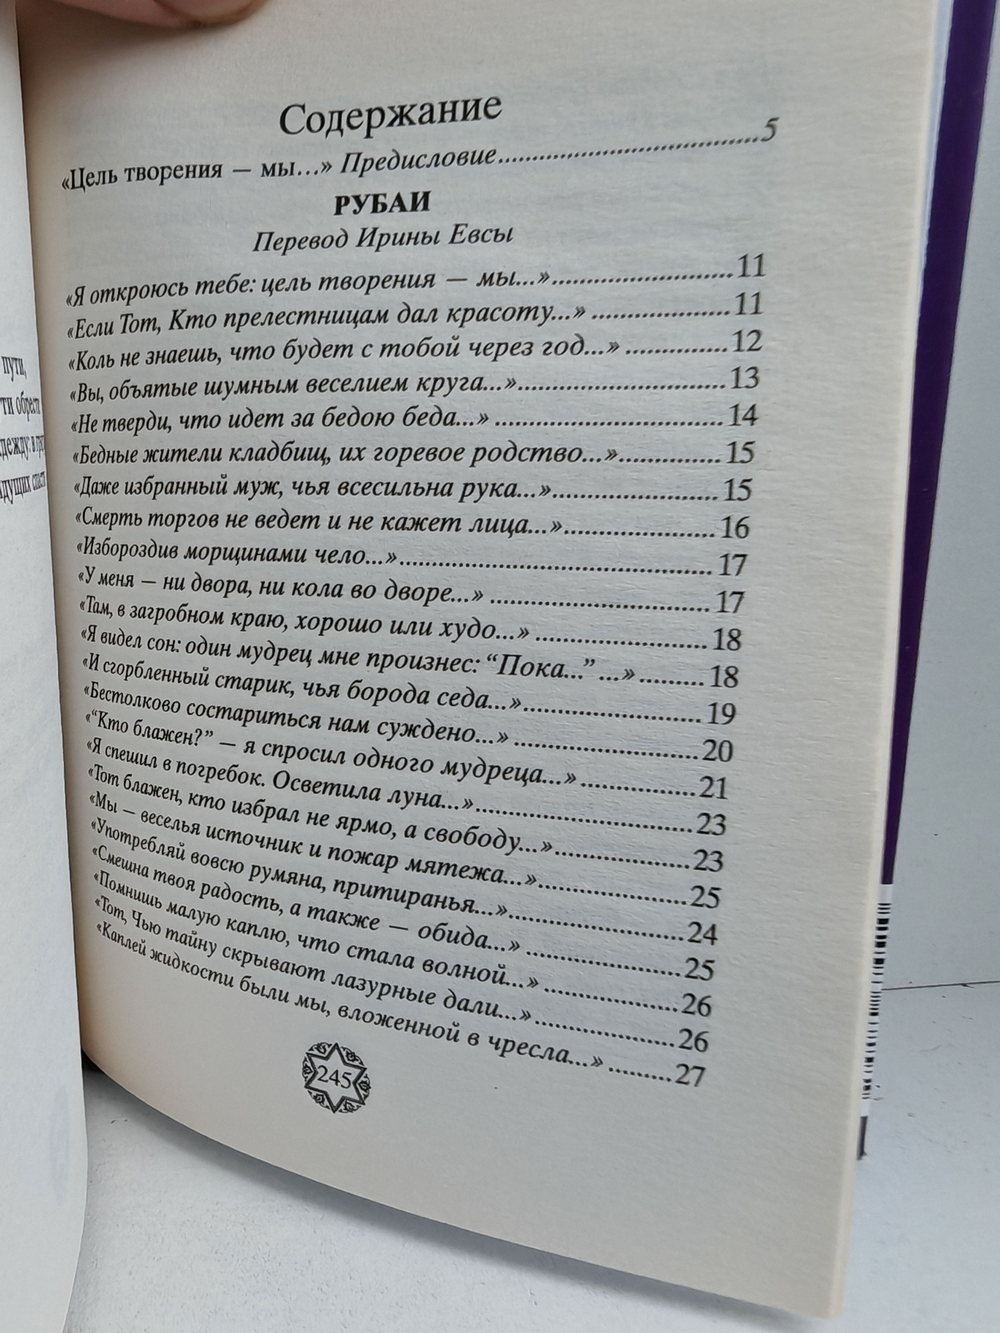 Содержание
«Цель творения — мы...» Предисловие..........5
РУБАИ
Перевод Ирины Евсы
«Я откроюсь тебе: цель творения — мы...»..........11
«Если Тот, Кто прелестницам дал красоту...»..........11
«Коль не знаешь, что будет с тобой через год...»..........12
«Вы, объятые шумным веселием круга...»..........13
«Не тверди, что идет за бедою беда...»..........14
«Бедные жители кладбищ, их горевое родство...»..........15
«Даже избранный муж, чья всесильна рука...»..........15
«Смерть торгов не ведет и не кажет лица...»..........16
«Избороздив морщинами чело...»..........17
«У меня — ни двора, ни кола во дворе...»..........17
«Там, в загробном краю, хорошо или худо...»..........18
«Я видел сон: один мудрец мне произнес: “Пока...” ...»..........18
«И сгорбленный старик, чья борода седа...»..........19
«Бестолково состариться нам суждено...»..........20
«“Кто блажен?” — я спросил одного мудреца...»..........21
«Я спешил в погребок. Осветила луна...»..........23
«Тот блажен, кто избрал не ярмо, а свободу...»..........23
«Мы — веселья источник и пожар мятежа...»..........25
«Употребляй вовсю румяна, притиранья...»..........24
«Смешна твоя радость, а также — обида...»..........25
«Помнишь малую каплю, что стала волной...»..........26
«Тот, Чью тайну скрывают лазурные дали...»..........26
«Каплей жидкости были мы, вложенной в чресла...»..........27
245
пути,